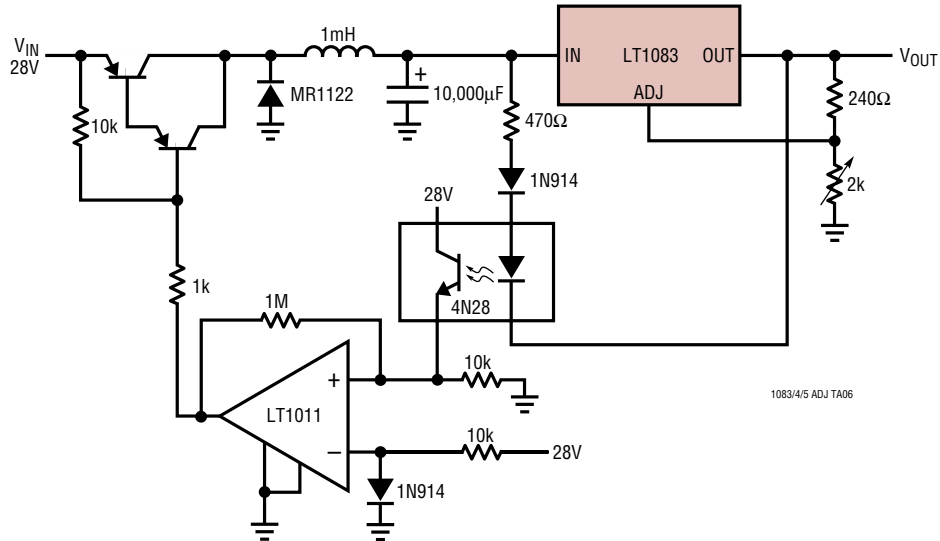 1mH
V_IN
28V
IN
LT1083
OUT
ADJ
V_OUT
MR1122
+
10,000µF
240Ω
10k
470Ω
1N914
2k
28V
1k
4N28
1M
+
10k
LT1011
1083/4/5 ADJ TA06
−
10k
28V
1N914